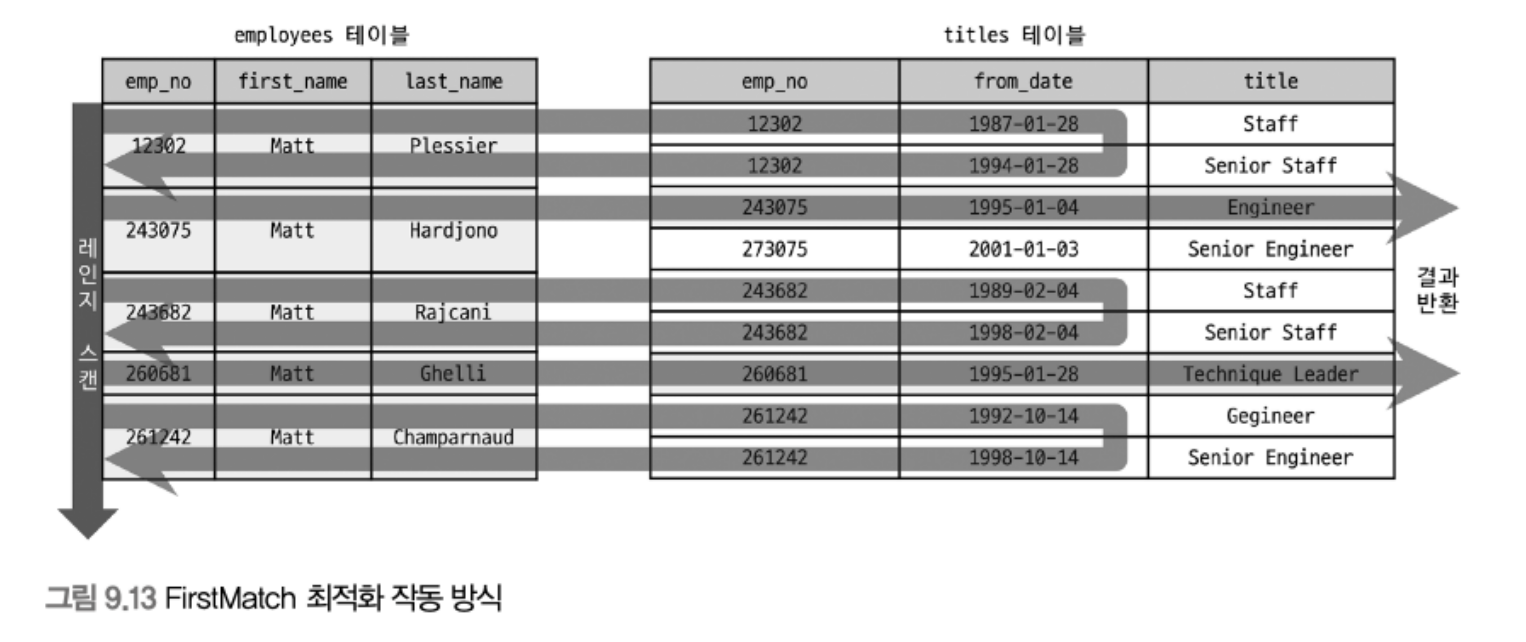 employees 테이블 titles 테이블
emp_no first_name last_name emp_no from_date title
12302 Matt Plessier 12302 1987-01-28 Staff
12302 1994-01-28 Senior Staff
243075 Matt Hardjono 243075 1995-01-04 Engineer
273075 2001-01-03 Senior Engineer
243682 Matt Rajcani 243682 1989-02-04 Staff
243682 1998-02-04 Senior Staff
260681 Matt Ghelli 260681 1995-01-28 Technique Leader
261242 Matt Champarnaud 261242 1992-10-14 Gegineer
261242 1998-10-14 Senior Engineer
레인지 스캔
결과
반환
그림 9.13 FirstMatch 최적화 작동 방식